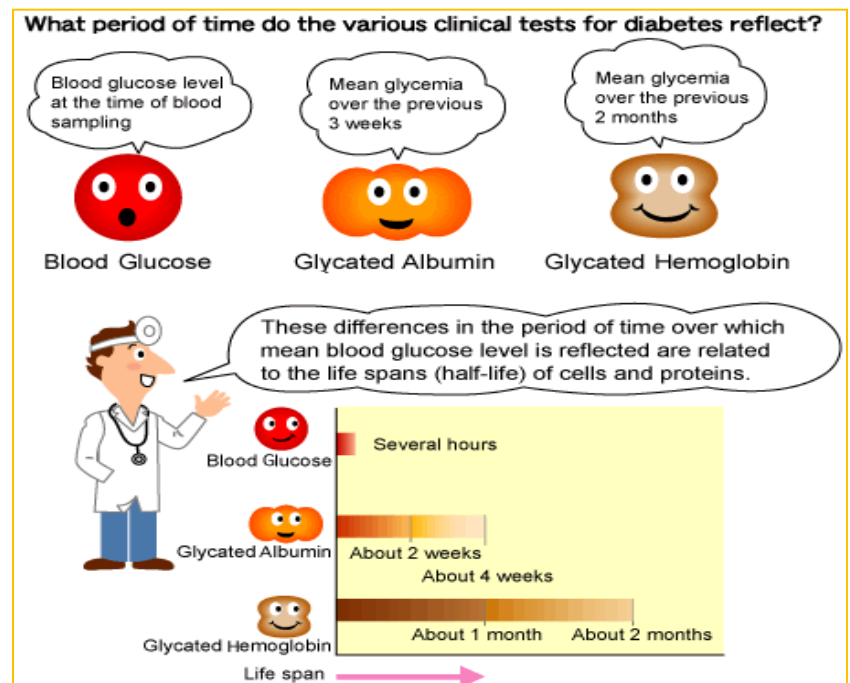 What period of time do the various clinical tests for diabetes reflect?
Blood glucose level
at the time of blood
sampling
Mean glycemia
over the previous
3 weeks
Mean glycemia
over the previous
2 months
Blood Glucose
Glycated Albumin
Glycated Hemoglobin
These differences in the period of time over which
mean blood glucose level is reflected are related
to the life spans (half-life) of cells and proteins.
Blood Glucose
Several hours
Glycated Albumin
About 2 weeks
About 4 weeks
Glycated Hemoglobin
About 1 month
About 2 months
Life span